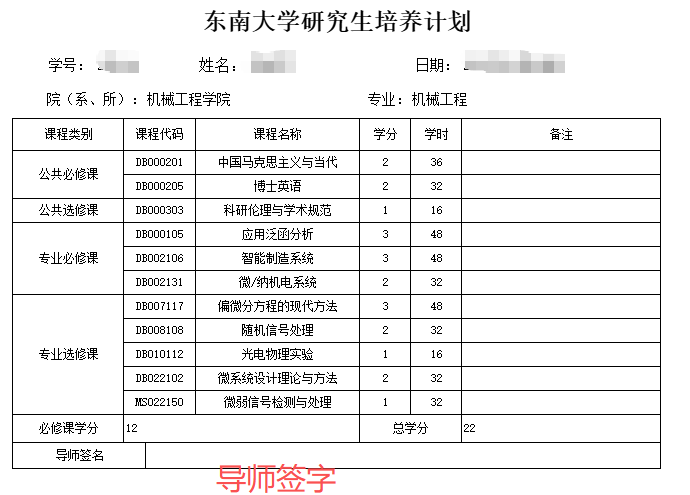 东南大学研究生培养计划
学号： 姓名： 日期：
院（系、所）：机械工程学院 专业：机械工程
课程类别 课程代码 课程名称 学分 学时 备注
公共必修课 DB000201 中国马克思主义与当代 2 36
DB000205 博士英语 2 32
公共选修课 DB000303 科研伦理与学术规范 1 16
专业必修课 DB000105 应用泛函分析 3 48
DB002106 智能制造系统 3 48
DB002131 微/纳机电系统 2 32
专业选修课 DB007117 偏微分方程的现代方法 3 48
DB008108 随机信号处理 2 32
DB010112 光电物理实验 1 16
DB022102 微系统设计理论与方法 2 32
MS022150 微弱信号检测与处理 1 32
必修课学分 12 总学分 22
导师签名
导师签字